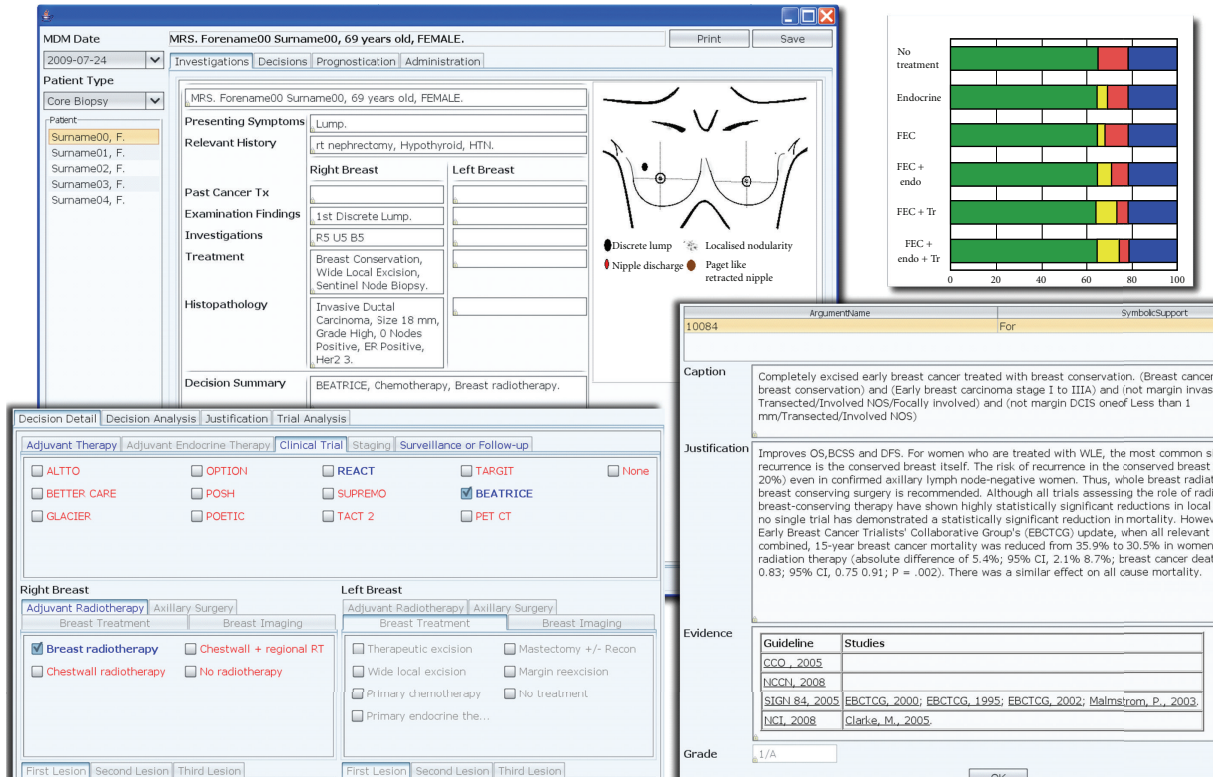 MDM Date
2009-07-24
Patient Type
Core Biopsy
Patient
Surname00, F.
Surname01, F.
Surname02, F.
Surname03, F.
Surname04, F.
MRS. Forename00 Surname00, 69 years old, FEMALE.
Print
Save
Investigations Decisions Prognostication Administration
MRS. Forename00 Surname00, 69 years old, FEMALE.
Presenting Symptoms Lump.
Relevant History rt nephrectomy, Hypothyroid, HTN.
Right Breast Left Breast
Past Cancer Tx
Examination Findings 1st Discrete Lump.
Investigations R5 U5 B5
Treatment Breast Conservation,
Wide Local Excision,
Sentinel Node Biopsy.
Histopathology Invasive Ductal
Carcinoma, Size 18 mm,
Grade High, 0 Nodes
Positive, ER Positive,
Her2 3.
Decision Summary BEATRICE, Chemotherapy, Breast radiotherapy.
Discrete lump Localised nodularity
Nipple discharge Paget like
retracted nipple
No
treatment
Endocrine
FEC
FEC +
endo
FEC + Tr
FEC +
endo + Tr
0 20 40 60 80 100
Decision Detail Decision Analysis Justification Trial Analysis
Adjuvant Therapy Adjuvant Endocrine Therapy Clinical Trial Staging Surveillance or Follow-up
ALTTO OPTION REACT TARGIT None
BETTER CARE POSH SUPREMO BEATRICE
GLACIER POETIC TACT 2 PET CT
Right Breast
Adjuvant Radiotherapy Axillary Surgery
Breast Treatment Breast Imaging
Breast radiotherapy Chestwall + regional RT
Chestwall radiotherapy No radiotherapy
First Lesion Second Lesion Third Lesion
Left Breast
Adjuvant Radiotherapy Axillary Surgery
Breast Treatment Breast Imaging
Therapeutic excision Mastectomy +/- Recon
Wide local excision Margin reexcision
Primary chemotherapy No treatment
Primary endocrine the...
First Lesion Second Lesion Third Lesion
ArgumentName SymbolicSupport
10084 For
Caption
Completely excised early breast cancer treated with breast conservation. (Breast cancer
breast conservation) and (Early breast carcinoma stage I to IIIA) and (not margin invas
Transected/Involved NOS/Focally involved) and (not margin DCIS oneof Less than 1
mm/Transected/Involved NOS)
Justification
Improves OS,BCSS and DFS. For women who are treated with WLE, the most common si
recurrence is the conserved breast itself. The risk of recurrence in the conserved breast
20%) even in confirmed axillary lymph node-negative women. Thus, whole breast radiat
breast conserving surgery is recommended. Although all trials assessing the role of radi
breast-conserving therapy have shown highly statistically significant reductions in local
no single trial has demonstrated a statistically significant reduction in mortality. Howev
Early Breast Cancer Trialists' Collaborative Group's (EBCTCG) update, when all relevant
combined, 15-year breast cancer mortality was reduced from 35.9% to 30.5% in women
radiation therapy (absolute difference of 5.4%; 95% CI, 2.1% 8.7%; breast cancer deat
0.83; 95% CI, 0.75 0.91; P = .002). There was a similar effect on all cause mortality.
Evidence
Guideline Studies
CCO , 2005
NCCN, 2008
SIGN 84, 2005 EBCTCG, 2000; EBCTCG, 1995; EBCTCG, 2002; Malmstrom, P., 2003.
NCI, 2008 Clarke, M., 2005.
Grade 1/A